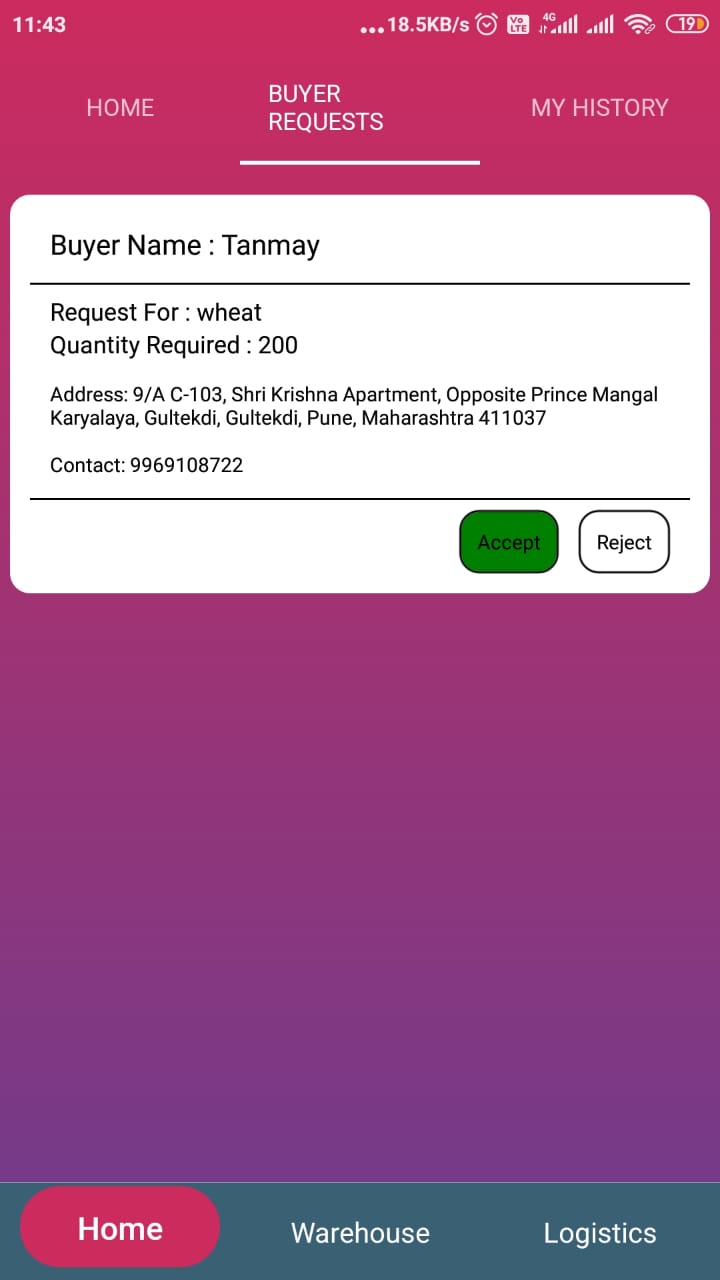 11:43
...18.5KB/s
Vo LTE
4G
19
HOME
BUYER
REQUESTS
MY HISTORY
Buyer Name : Tanmay
Request For : wheat
Quantity Required : 200
Address: 9/A C-103, Shri Krishna Apartment, Opposite Prince Mangal
Karyalaya, Gultekdi, Gultekdi, Pune, Maharashtra 411037
Contact: 9969108722
Accept
Reject
Home
Warehouse
Logistics